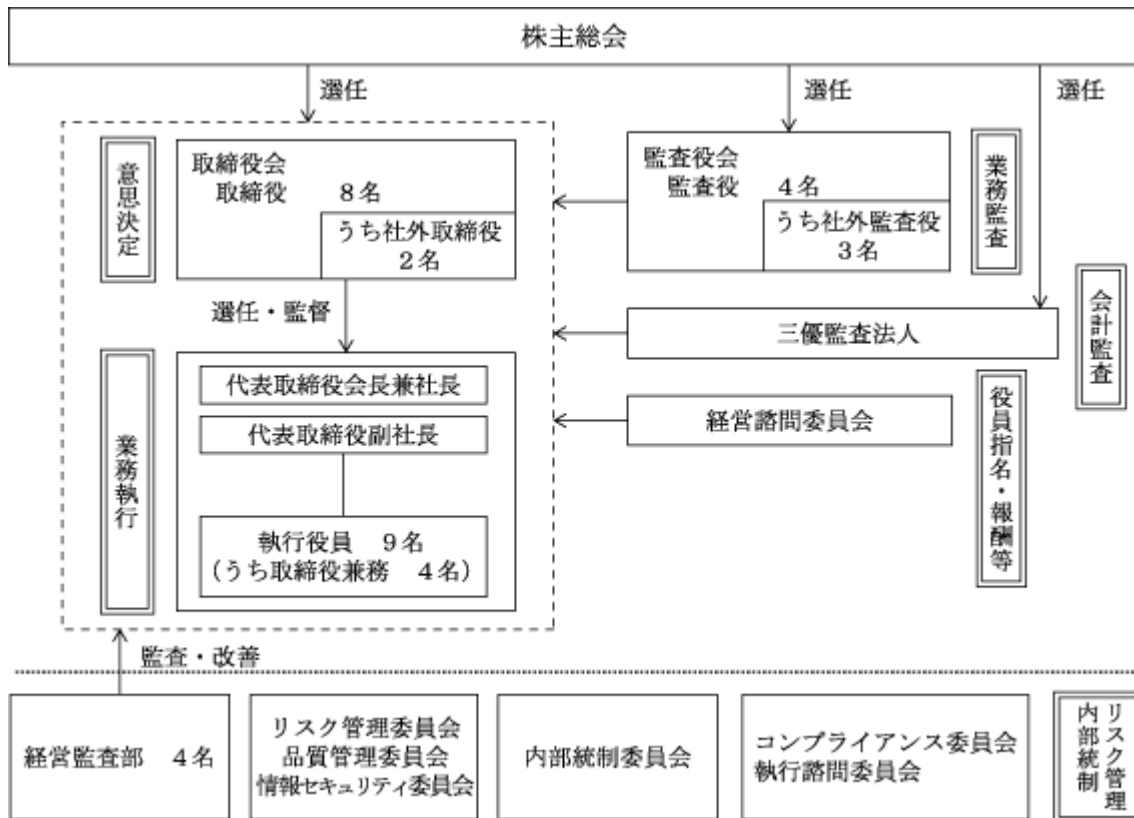 株主総会
選任
選任
選任
意思決定
取締役会
取締役 8名
うち社外取締役
2名
監査役会
監査役 4名
うち社外監査役
3名
業務監査
選任・監督
三優監査法人
会計監査
業務執行
代表取締役会長兼社長
代表取締役副社長
執行役員 9名
(うち取締役兼務 4名)
経営諮問委員会
役員指名・報酬等
監査・改善
経営監査部 4名
リスク管理委員会
品質管理委員会
情報セキュリティ委員会
内部統制委員会
コンプライアンス委員会
執行諮問委員会
リスク管理
内部統制